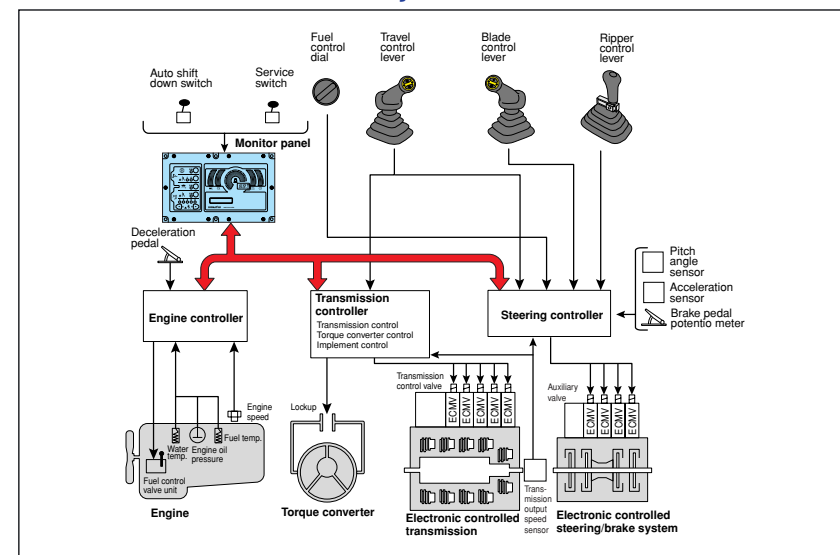 Fuel
control
dial
Travel
control
lever
Blade
control
lever
Ripper
control
lever
Auto shift
down switch
Service
switch
Monitor panel
Deceleration
pedal
Pitch
angle
sensor
Acceleration
sensor
Brake pedal
potentio meter
Engine controller
Transmission
controller
Transmission control
Torque converter control
Implement control
Steering controller
Transmission
control valve
ECMV
ECMV
ECMV
ECMV
ECMV
Auxiliary
valve
ECMV
ECMV
ECMV
ECMV
Engine
speed
Lockup
Water
temp.
Engine oil
pressure
Fuel temp.
Fuel control
valve unit
Engine
Torque converter
Electronic controlled
transmission
Trans-
mission
output
speed
sensor
Electronic controlled
steering/brake system